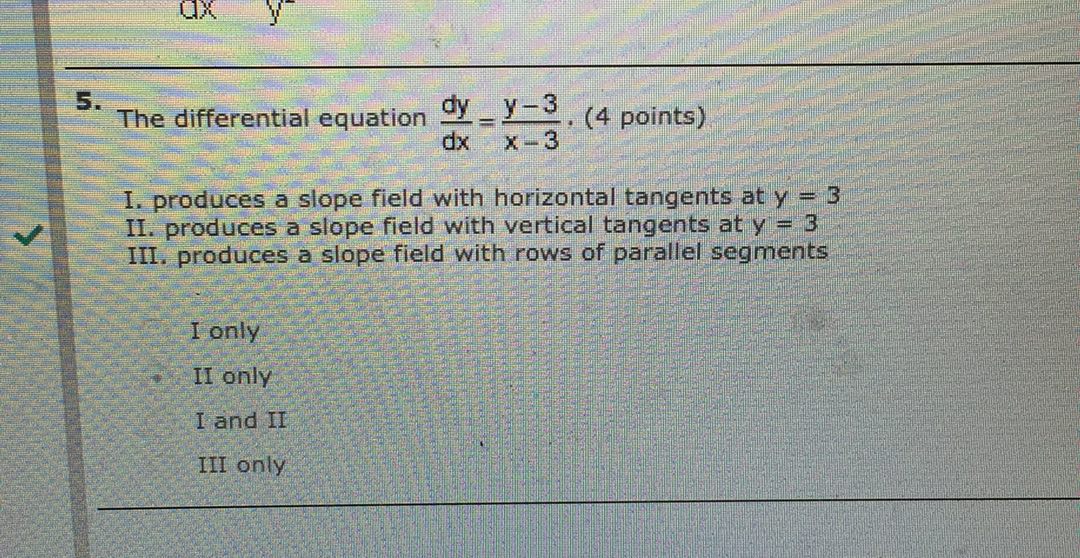 dx y²
5.
The differential equation dy/dx = y-3/x-3. (4 points)
I. produces a slope field with horizontal tangents at y = 3
II. produces a slope field with vertical tangents at y = 3
III. produces a slope field with rows of parallel segments
I only
II only
I and II
III only